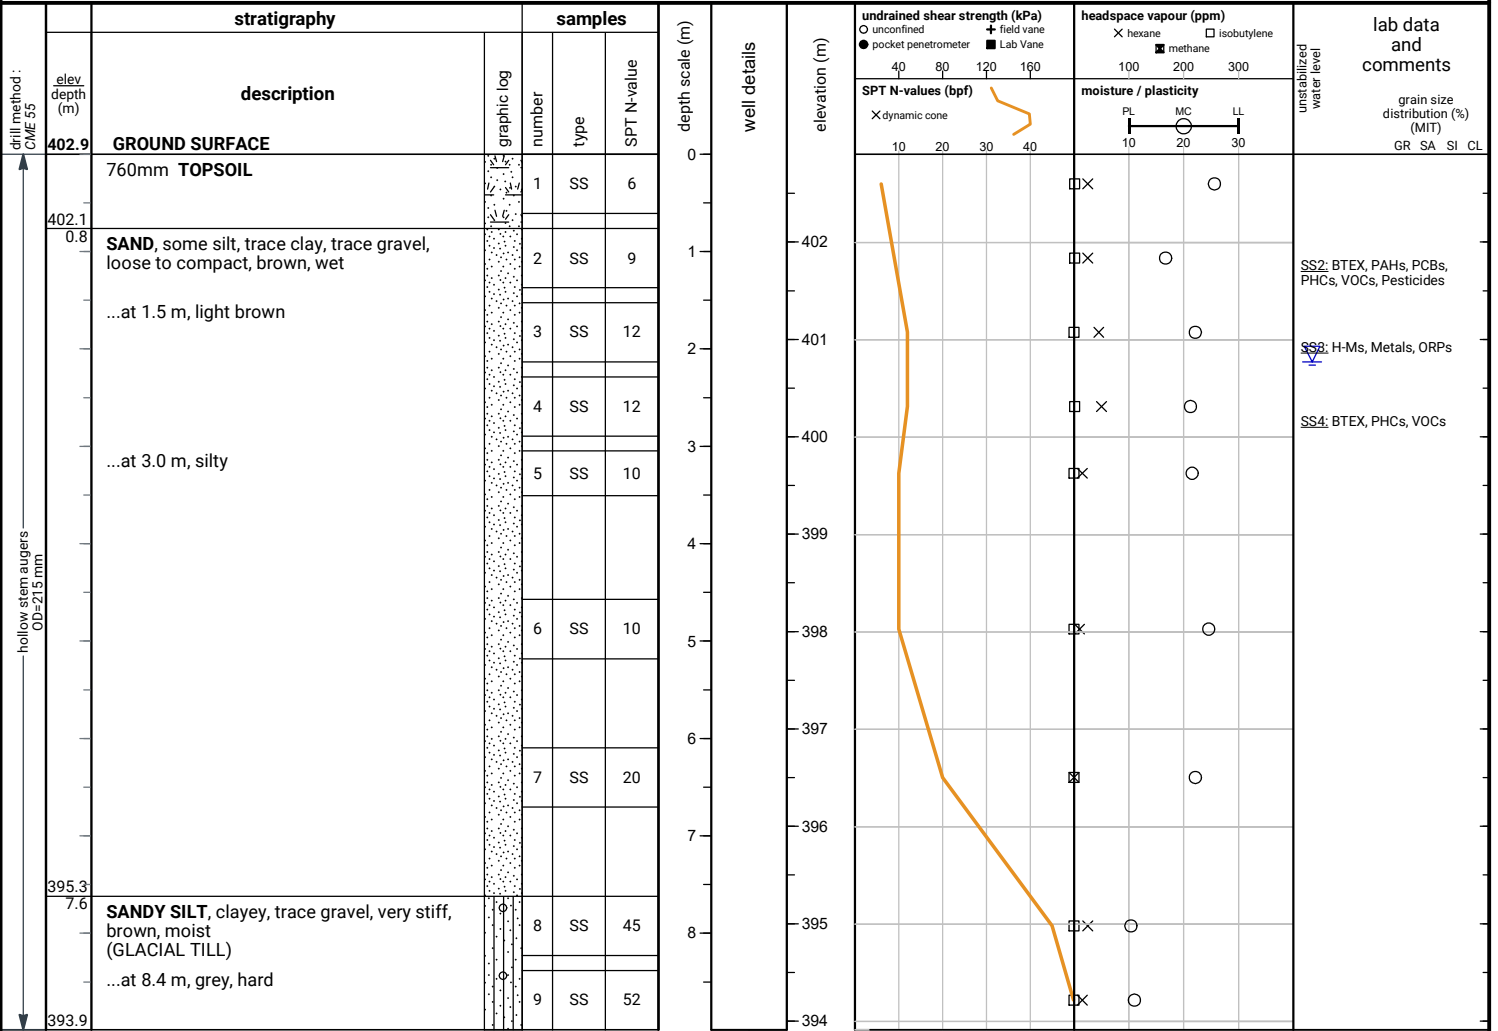 stratigraphy
samples
drill method :
CME 55
elev
depth
(m)
description
graphic log
number
type
SPT N-value
depth scale (m)
well details
elevation (m)
undrained shear strength (kPa)
unconfined field vane
pocket penetrometer Lab Vane
40 80 120 160
SPT N-values (bpf)
dynamic cone
10 20 30 40
headspace vapour (ppm)
hexane isobutylene
methane
100 200 300
moisture / plasticity
PL MC LL
10 20 30
unstabilized
water level
lab data
and
comments
grain size
distribution (%)
(MIT)
GR SA SI CL
402.9 GROUND SURFACE
760mm TOPSOIL
1 SS 6
402.1
0.8
SAND, some silt, trace clay, trace gravel,
loose to compact, brown, wet
2 SS 9
...at 1.5 m, light brown
3 SS 12
4 SS 12
...at 3.0 m, silty
5 SS 10
6 SS 10
7 SS 20
395.3
7.6
SANDY SILT, clayey, trace gravel, very stiff,
brown, moist
(GLACIAL TILL)
8 SS 45
...at 8.4 m, grey, hard
9 SS 52
393.9
hollow stem augers
OD=215 mm
0
1
2
3
4
5
6
7
8
402
401
400
399
398
397
396
395
394
SS2: BTEX, PAHs, PCBs,
PHCs, VOCs, Pesticides
SS3: H-Ms, Metals, ORPs
SS4: BTEX, PHCs, VOCs